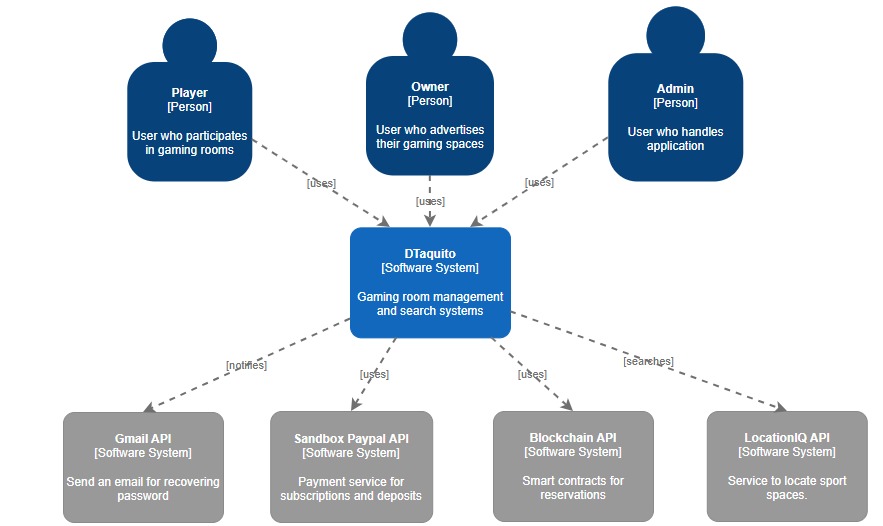 Player
[Person]
User who participates
in gaming rooms
Owner
[Person]
User who advertises
their gaming spaces
Admin
[Person]
User who handles
application
[uses]
[uses]
[uses]
DTaquito
[Software System]
Gaming room management
and search systems
[notifies]
[uses]
[uses]
[searches]
Gmail API
[Software System]
Send an email for recovering
password
Sandbox Paypal API
[Software System]
Payment service for
subscriptions and deposits
Blockchain API
[Software System]
Smart contracts for
reservations
LocationIQ API
[Software System]
Service to locate sport
spaces.